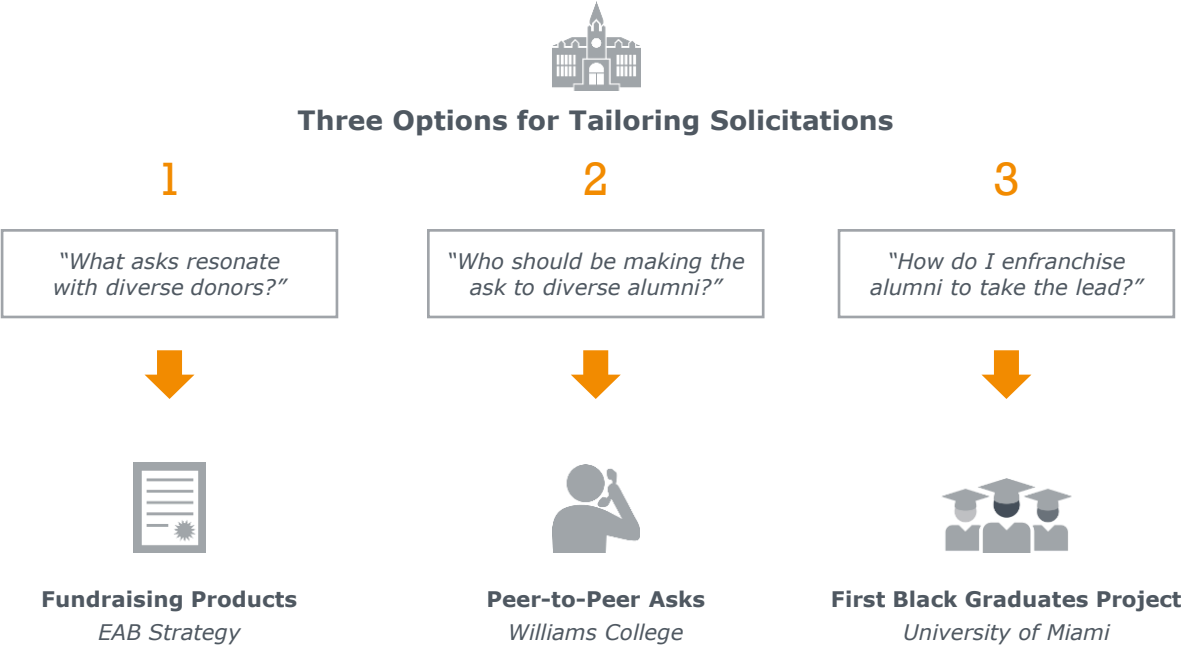 Three Options for Tailoring Solicitations
1
“What asks resonate
with diverse donors?”
Fundraising Products
EAB Strategy
2
“Who should be making the
ask to diverse alumni?”
Peer-to-Peer Asks
Williams College
3
“How do I enfranchise
alumni to take the lead?”
First Black Graduates Project
University of Miami